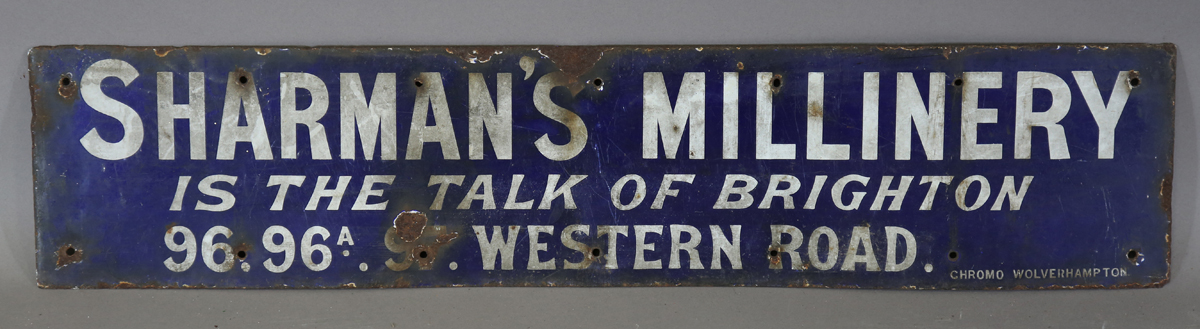 SHARMAN'S MILLINERY
IS THE TALK OF BRIGHTON
96. 96A. . WESTERN ROAD.
CHROMO WOLVERHAMPTON